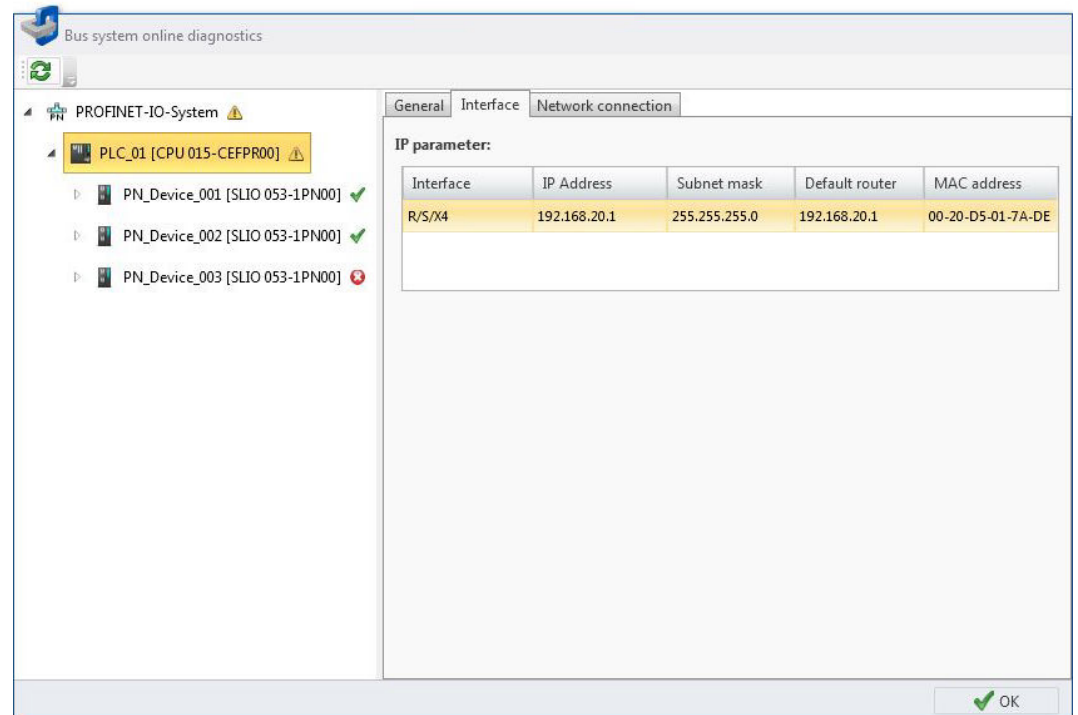 Bus system online diagnostics
PROFINET-IO-System
PLC_01 [CPU 015-CEFPR00]
PN_Device_001 [SLIO 053-1PN00]
PN_Device_002 [SLIO 053-1PN00]
PN_Device_003 [SLIO 053-1PN00]
General Interface Network connection
IP parameter:
Interface IP Address Subnet mask Default router MAC address
R/S/X4 192.168.20.1 255.255.255.0 192.168.20.1 00-20-D5-01-7A-DE
OK